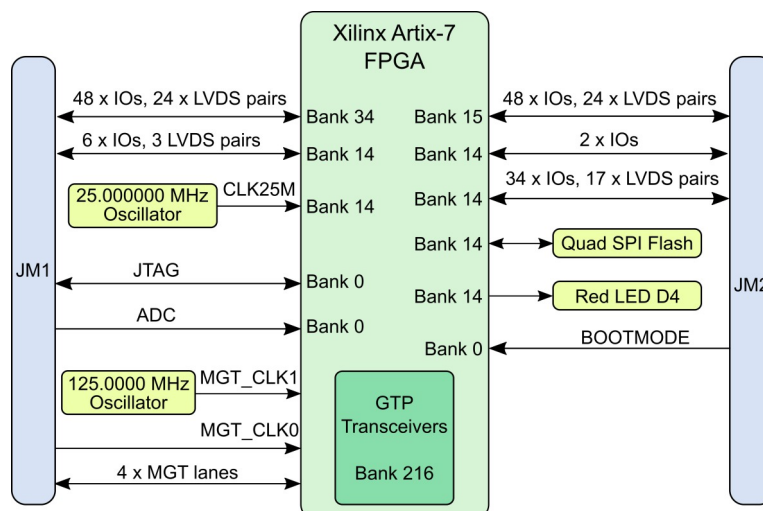 Xilinx Artix-7
FPGA
48 x IOs, 24 x LVDS pairs
Bank 34
Bank 15
48 x IOs, 24 x LVDS pairs
6 x IOs, 3 LVDS pairs
Bank 14
Bank 14
2 x IOs
25.000000 MHz
Oscillator
CLK25M
Bank 14
Bank 14
34 x IOs, 17 x LVDS pairs
Bank 14
Quad SPI Flash
JM1
JTAG
Bank 0
Bank 14
Red LED D4
JM2
ADC
Bank 0
Bank 0
BOOTMODE
125.0000 MHz
Oscillator
MGT_CLK1
GTP
Transceivers
Bank 216
MGT_CLK0
4 x MGT lanes